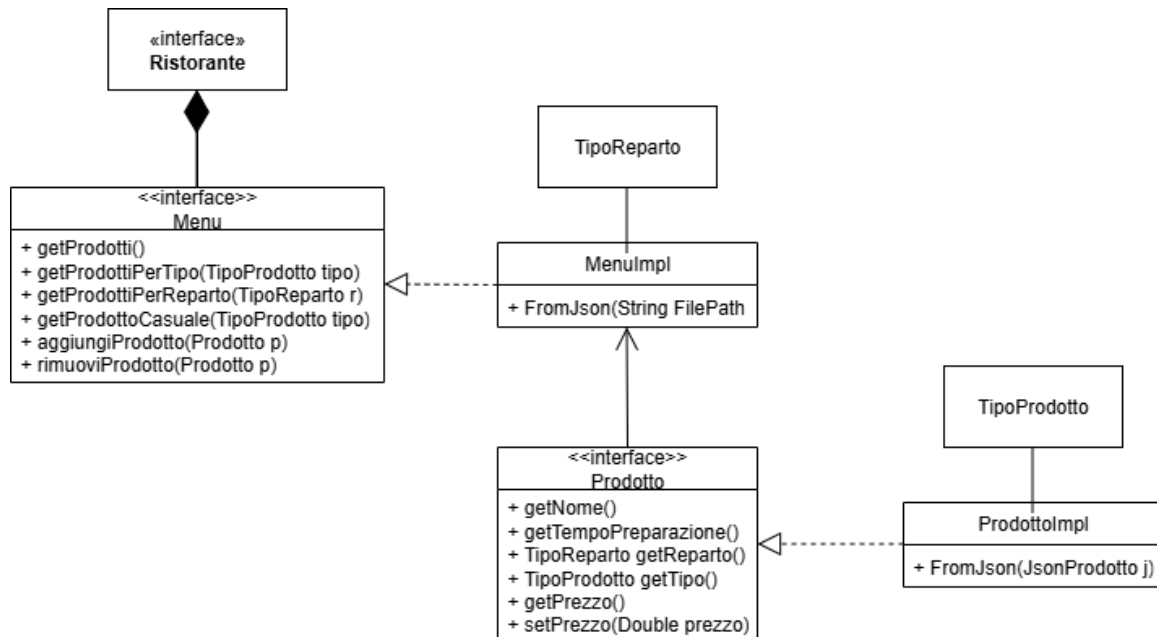 «interface»
Ristorante
TipoReparto
<<interface>>
Menu
+ getProdotti()
+ getProdottiPerTipo(TipoProdotto tipo)
+ getProdottiPerReparto(TipoReparto r)
+ getProdottoCasuale(TipoProdotto tipo)
+ aggiungiProdotto(Prodotto p)
+ rimuoviProdotto(Prodotto p)
MenuImpl
+ FromJson(String FilePath
TipoProdotto
<<interface>>
Prodotto
+ getNome()
+ getTempoPreparazione()
+ TipoReparto getReparto()
+ TipoProdotto getTipo()
+ getPrezzo()
+ setPrezzo(Double prezzo)
ProdottoImpl
+ FromJson(JsonProdotto j)